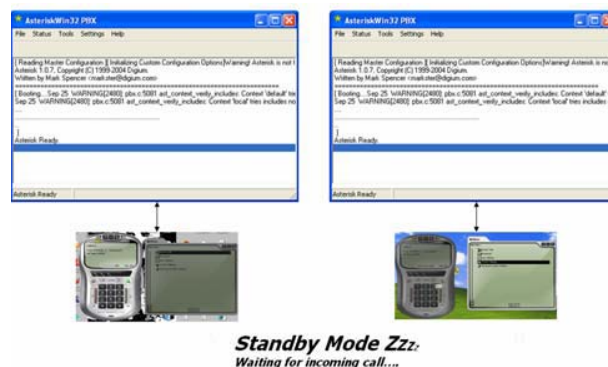 AsteriskWin32 PBX
File Status Tools Settings Help
[ Reading Master Configuration ][ Initializing Custom Configuration Options]Warning! Asterisk is not
Asterisk 1.0.7, Copyright (C) 1999-2004 Digium.
Written by Mark Spencer <markster@digium.com>
[ Booting...Sep 25 WARNING[2480]: pbx.c:5081 ast_context_verify_includes: Context 'default'
Sep 25 WARNING[2480]: pbx.c:5081 ast_context_verify_includes: Context 'local' tries includes
...
]
Asterisk Ready.
Asterisk Ready
AsteriskWin32 PBX
File Status Tools Settings Help
[ Reading Master Configuration ][ Initializing Custom Configuration Options]Warning! Asterisk is
Asterisk 1.0.7, Copyright (C) 1999-2004 Digium.
Written by Mark Spencer <markster@digium.com>
[ Booting...Sep 25 WARNING[2480]: pbx.c:5081 ast_context_verify_includes: Context 'default'
Sep 25 WARNING[2480]: pbx.c:5081 ast_context_verify_includes: Context 'local' tries includes
...
]
Asterisk Ready.
Asterisk Ready
Standby Mode Zzz
Waiting for incoming call....